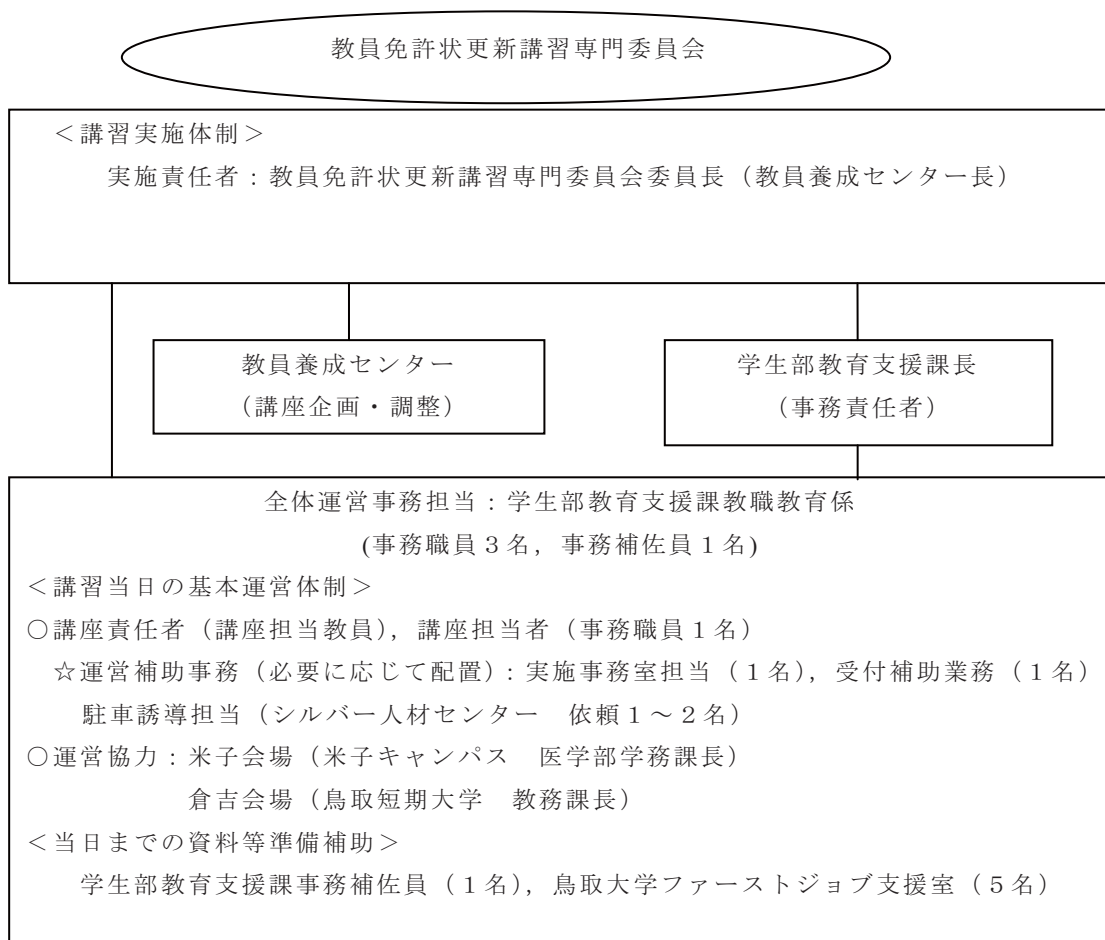 教員免許状更新講習専門委員会
＜講習実施体制＞
実施責任者：教員免許状更新講習専門委員会委員長（教員養成センター長）
教員養成センター
（講座企画・調整）
学生部教育支援課長
（事務責任者）
全体運営事務担当：学生部教育支援課教職教育係
(事務職員３名，事務補佐員１名)
＜講習当日の基本運営体制＞
○講座責任者（講座担当教員），講座担当者（事務職員１名）
☆運営補助事務（必要に応じて配置）：実施事務室担当（１名），受付補助業務（１名）
駐車誘導担当（シルバー人材センター　依頼１～２名）
○運営協力：米子会場（米子キャンパス　医学部学務課長）
倉吉会場（鳥取短期大学　教務課長）
＜当日までの資料等準備補助＞
学生部教育支援課事務補佐員（１名），鳥取大学ファーストジョブ支援室（５名）